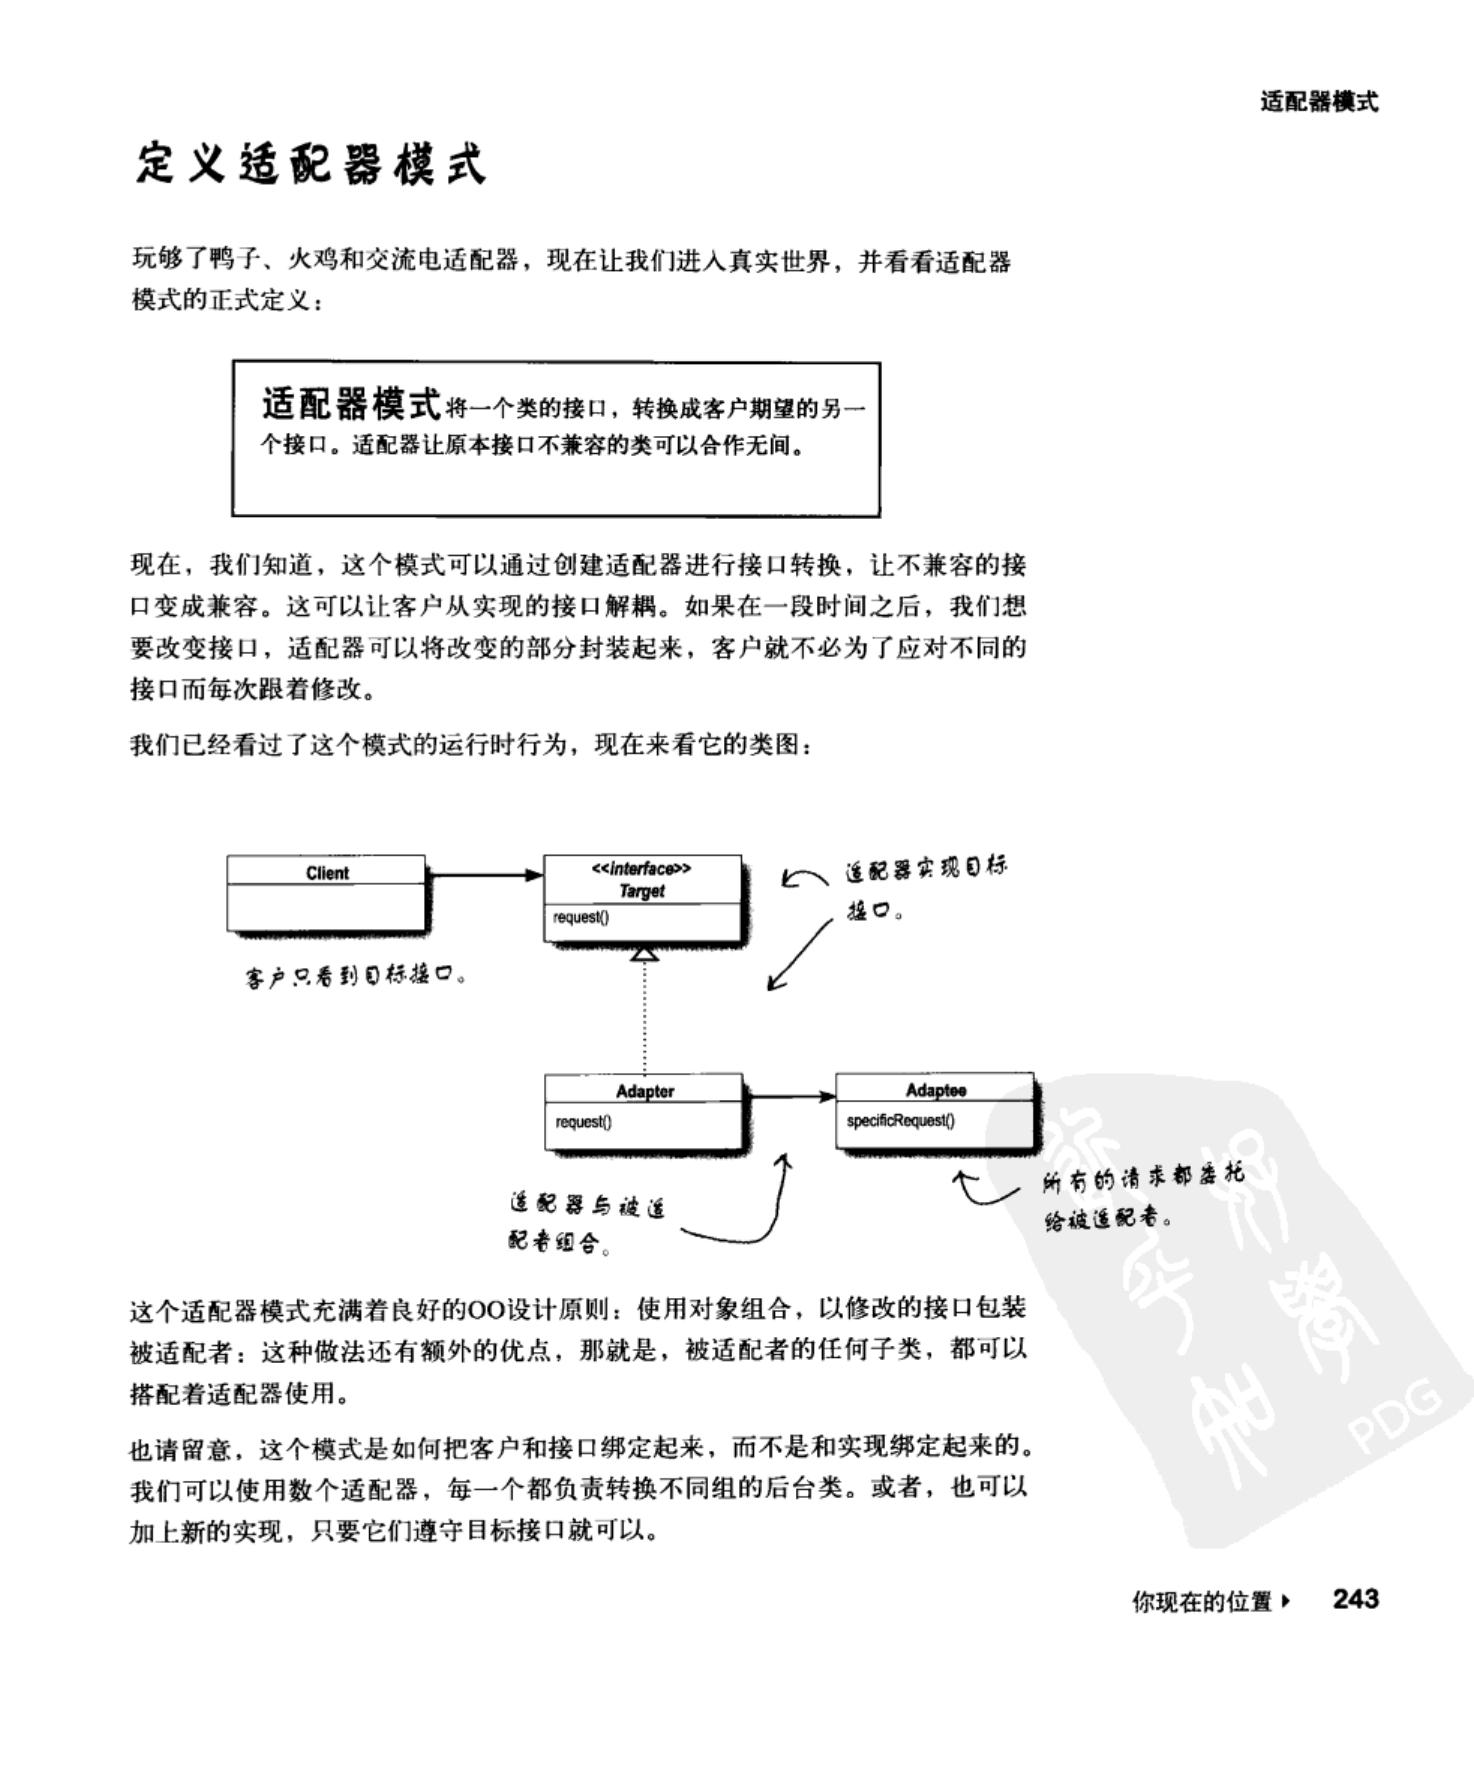 适配器模式
定义适配器模式
玩够了鸭子、火鸡和交流电适配器，现在让我们进入真实世界，并看看适配器
模式的正式定义：
适配器模式将一个类的接口，转换成客户期望的另一
个接口。适配器让原本接口不兼容的类可以合作无间。
现在，我们知道，这个模式可以通过创建适配器进行接口转换，让不兼容的接
口变成兼容。这可以让客户从实现的接口解耦。如果在一段时间之后，我们想
要改变接口，适配器可以将改变的部分封装起来，客户就不必为了应对不同的
接口而每次跟着修改。
我们已经看过了这个模式的运行时行为，现在来看它的类图：
Client
<<interface>>
Target
request()
适配器实现目标
接口。
客户只看到目标接口。
Adapter
request()
Adaptee
specificRequest()
适配器与被适
配者组合。
所有的请求都委托
给被适配者。
这个适配器模式充满着良好的OO设计原则：使用对象组合，以修改的接口包装
被适配者：这种做法还有额外的优点，那就是，被适配者的任何子类，都可以
搭配着适配器使用。
也请留意，这个模式是如何把客户和接口绑定起来，而不是和实现绑定起来的。
我们可以使用数个适配器，每一个都负责转换不同组的后台类。或者，也可以
加上新的实现，只要它们遵守目标接口就可以。
PDG
你现在的位置▶ 243